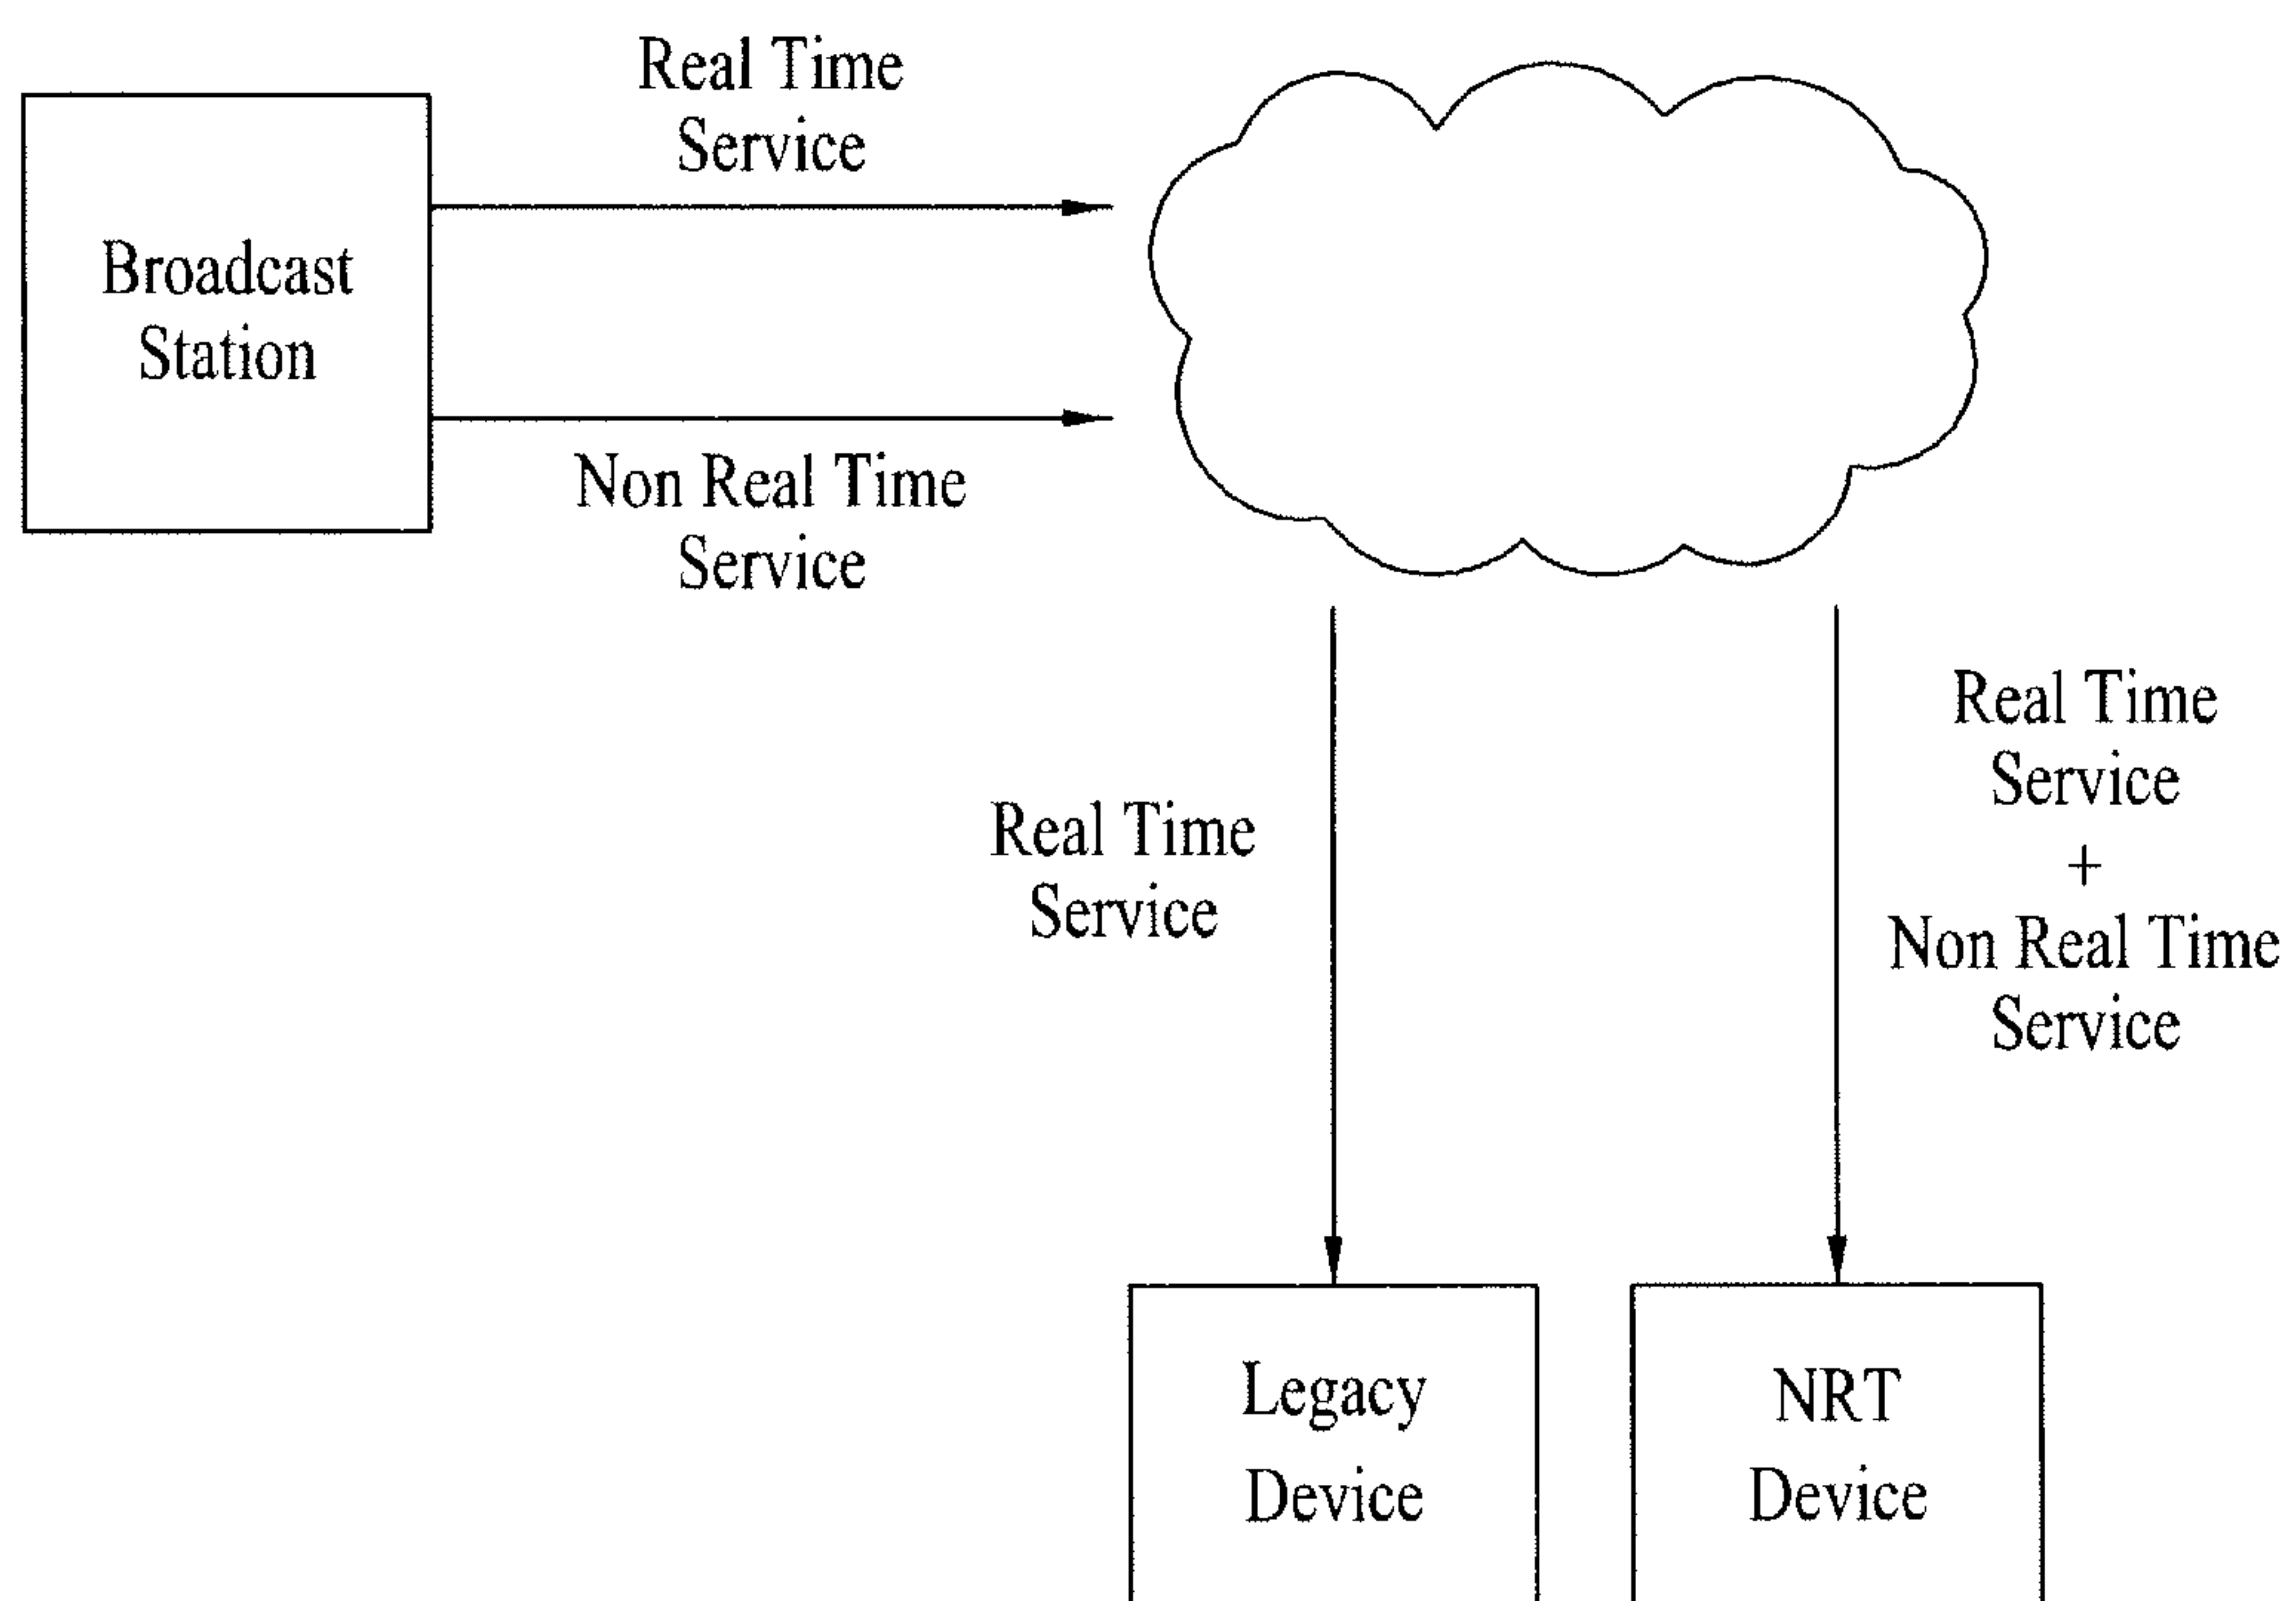 Real Time
Service
Broadcast
Station
Non Real Time
Service
Real Time
Service
Real Time
Service
+
Non Real Time
Service
Legacy
Device
NRT
Device